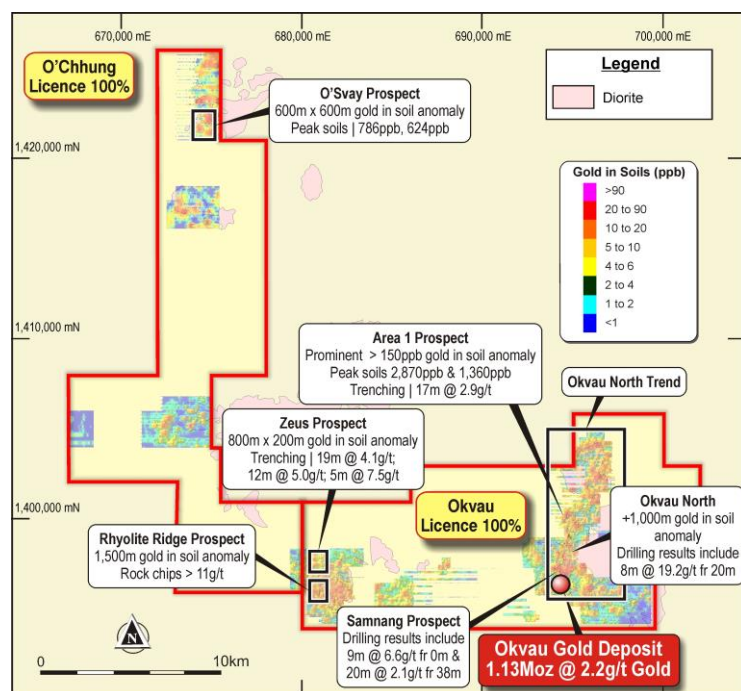 670,000 mE
680,000 mE
690,000 mE
700,000 mE
O'Chhung
Licence 100%
O'Svay Prospect
600m x 600m gold in soil anomaly
Peak soils | 786ppb, 624ppb
Legend
Diorite
1,420,000 mN
Gold in Soils (ppb)
>90
20 to 90
10 to 20
5 to 10
4 to 6
2 to 4
1 to 2
<1
1,410,000 mN
Area 1 Prospect
Prominent > 150ppb gold in soil anomaly
Peak soils 2,870ppb & 1,360ppb
Trenching | 17m @ 2.9g/t
Okvau North Trend
Zeus Prospect
800m x 200m gold in soil anomaly
Trenching | 19m @ 4.1g/t;
12m @ 5.0g/t; 5m @ 7.5g/t
1,400,000 mN
Okvau
Licence 100%
Okvau North
+1,000m gold in soil
anomaly
Drilling results include
8m @ 19.2g/t fr 20m
Rhyolite Ridge Prospect
1,500m gold in soil anomaly
Rock chips > 11g/t
Samnang Prospect
Drilling results include
9m @ 6.6g/t fr 0m &
20m @ 2.1g/t fr 38m
Okvau Gold Deposit
1.13Moz @ 2.2g/t Gold
N
0
10km